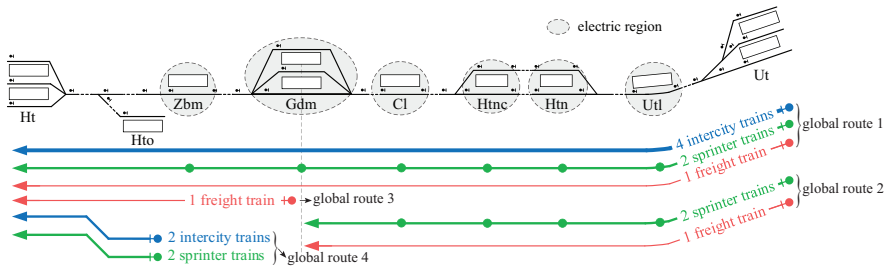 electric region
Ut
Zbm
Gdm
Cl
Htnc
Htn
Utl
Ht
Hto
4 intercity trains
2 sprinter trains
1 freight train
global route 1
1 freight train
global route 3
2 sprinter trains
1 freight train
global route 2
2 intercity trains
2 sprinter trains
global route 4